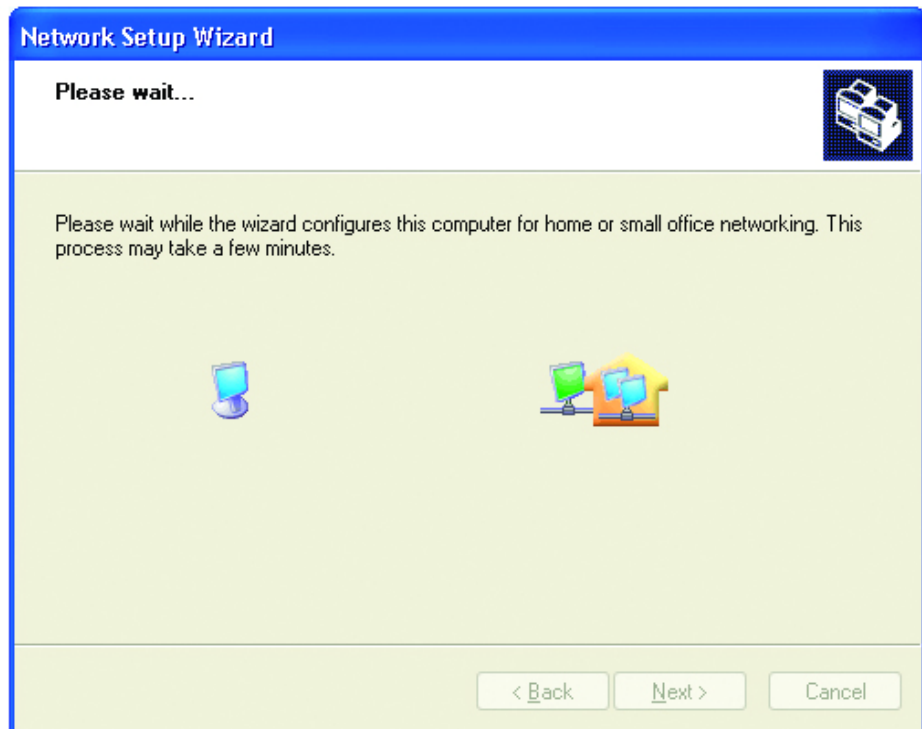 Network Setup Wizard
Please wait...
Please wait while the wizard configures this computer for home or small office networking. This
process may take a few minutes.
< Back
Next >
Cancel